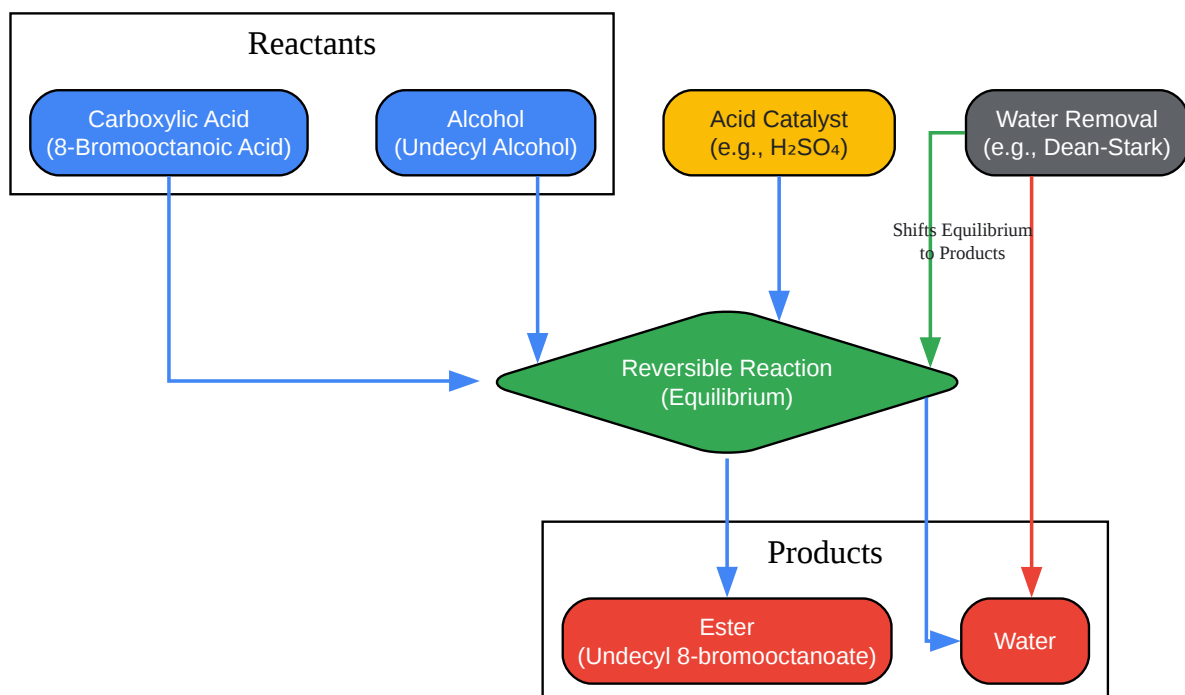 Reactants
Carboxylic Acid
(8-Bromooctanoic Acid)
Alcohol
(Undecyl Alcohol)
Acid Catalyst
(e.g., H₂SO₄)
Water Removal
(e.g., Dean-Stark)
Shifts Equilibrium
to Products
Reversible Reaction
(Equilibrium)
Products
Ester
(Undecyl 8-bromooctanoate)
Water